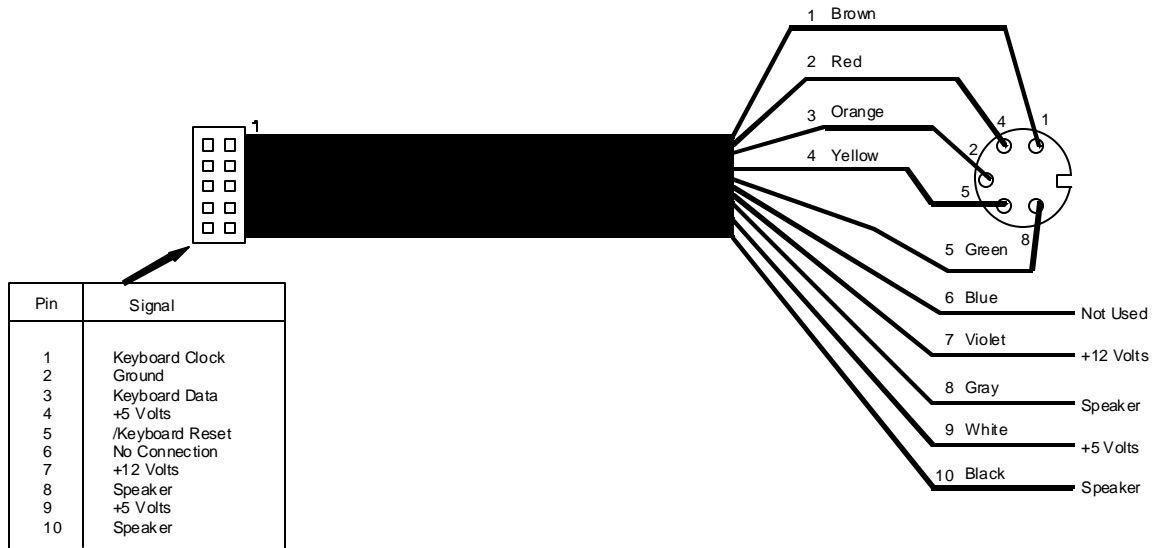 1 Brown
2 Red
3 Orange
4 Yellow
4
1
2
5
8
1
5 Green
6 Blue
Not Used
7 Violet
+12 Volts
8 Gray
Speaker
9 White
+5 Volts
10 Black
Speaker
Pin Signal
1 Keyboard Clock
2 Ground
3 Keyboard Data
4 +5 Volts
5 /Keyboard Reset
6 No Connection
7 +12 Volts
8 Speaker
9 +5 Volts
10 Speaker